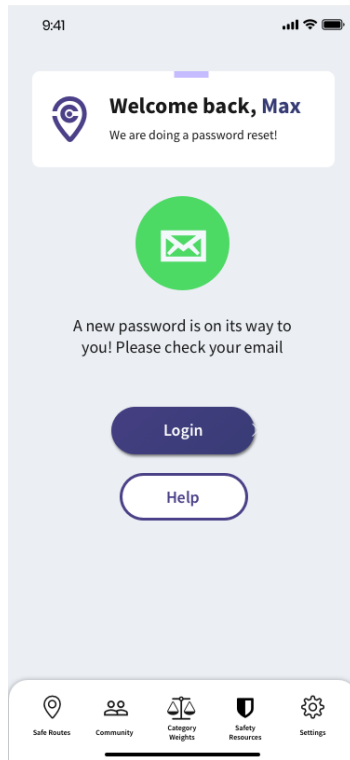 9:41
Welcome back, Max
We are doing a password reset!
A new password is on its way to
you! Please check your email
Login
Help
Safe Routes
Community
Category
Weights
Safety
Resources
Settings